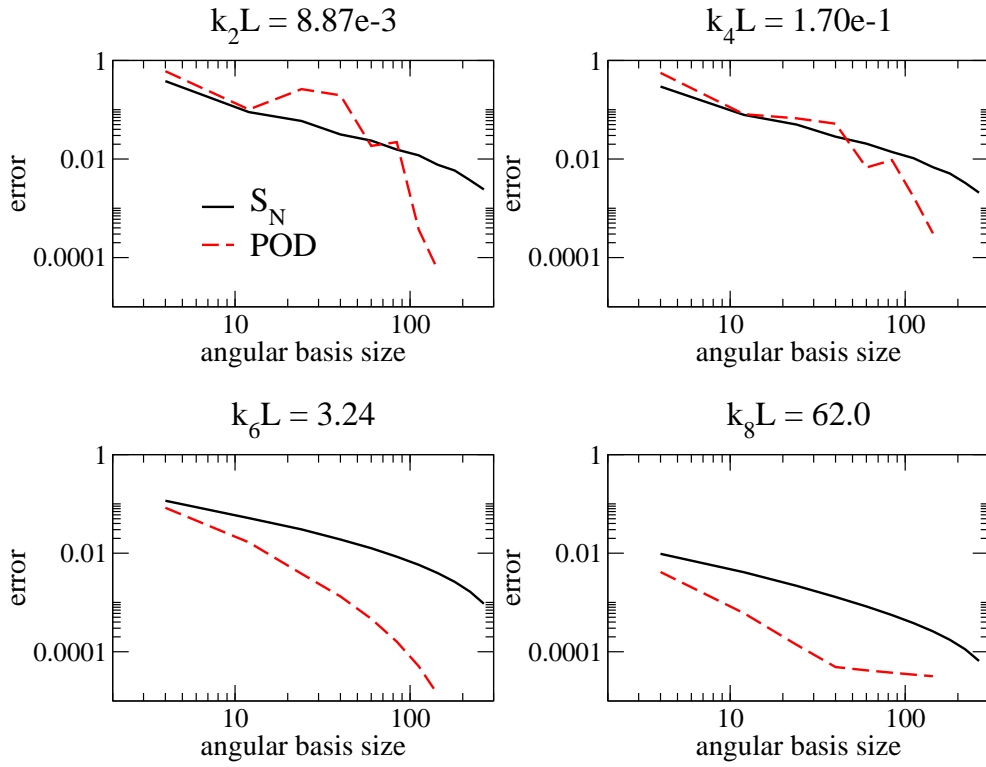 k₂L = 8.87e-3
k₄L = 1.70e-1
1
0.01
0.0001
error
S_N
POD
10
100
angular basis size
1
0.01
0.0001
error
10
100
angular basis size
k₆L = 3.24
k₈L = 62.0
1
0.01
0.0001
error
10
100
angular basis size
1
0.01
0.0001
error
10
100
angular basis size